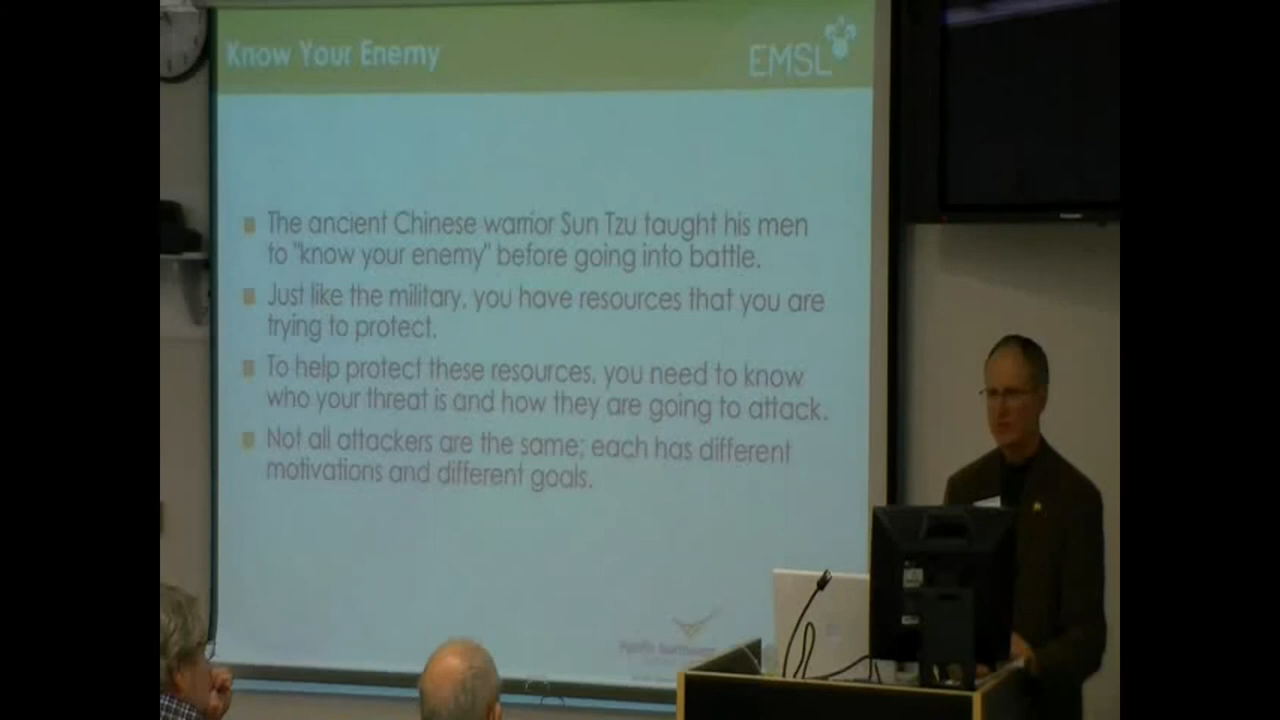 Know Your Enemy
EMSL
The ancient Chinese warrior Sun Tzu taught his men
to "know your enemy" before going into battle.
Just like the military, you have resources that you are
trying to protect.
To help protect these resources, you need to know
who your threat is and how they are going to attack.
Not all attackers are the same; each has different
motivations and different goals.
Pacific Northwest